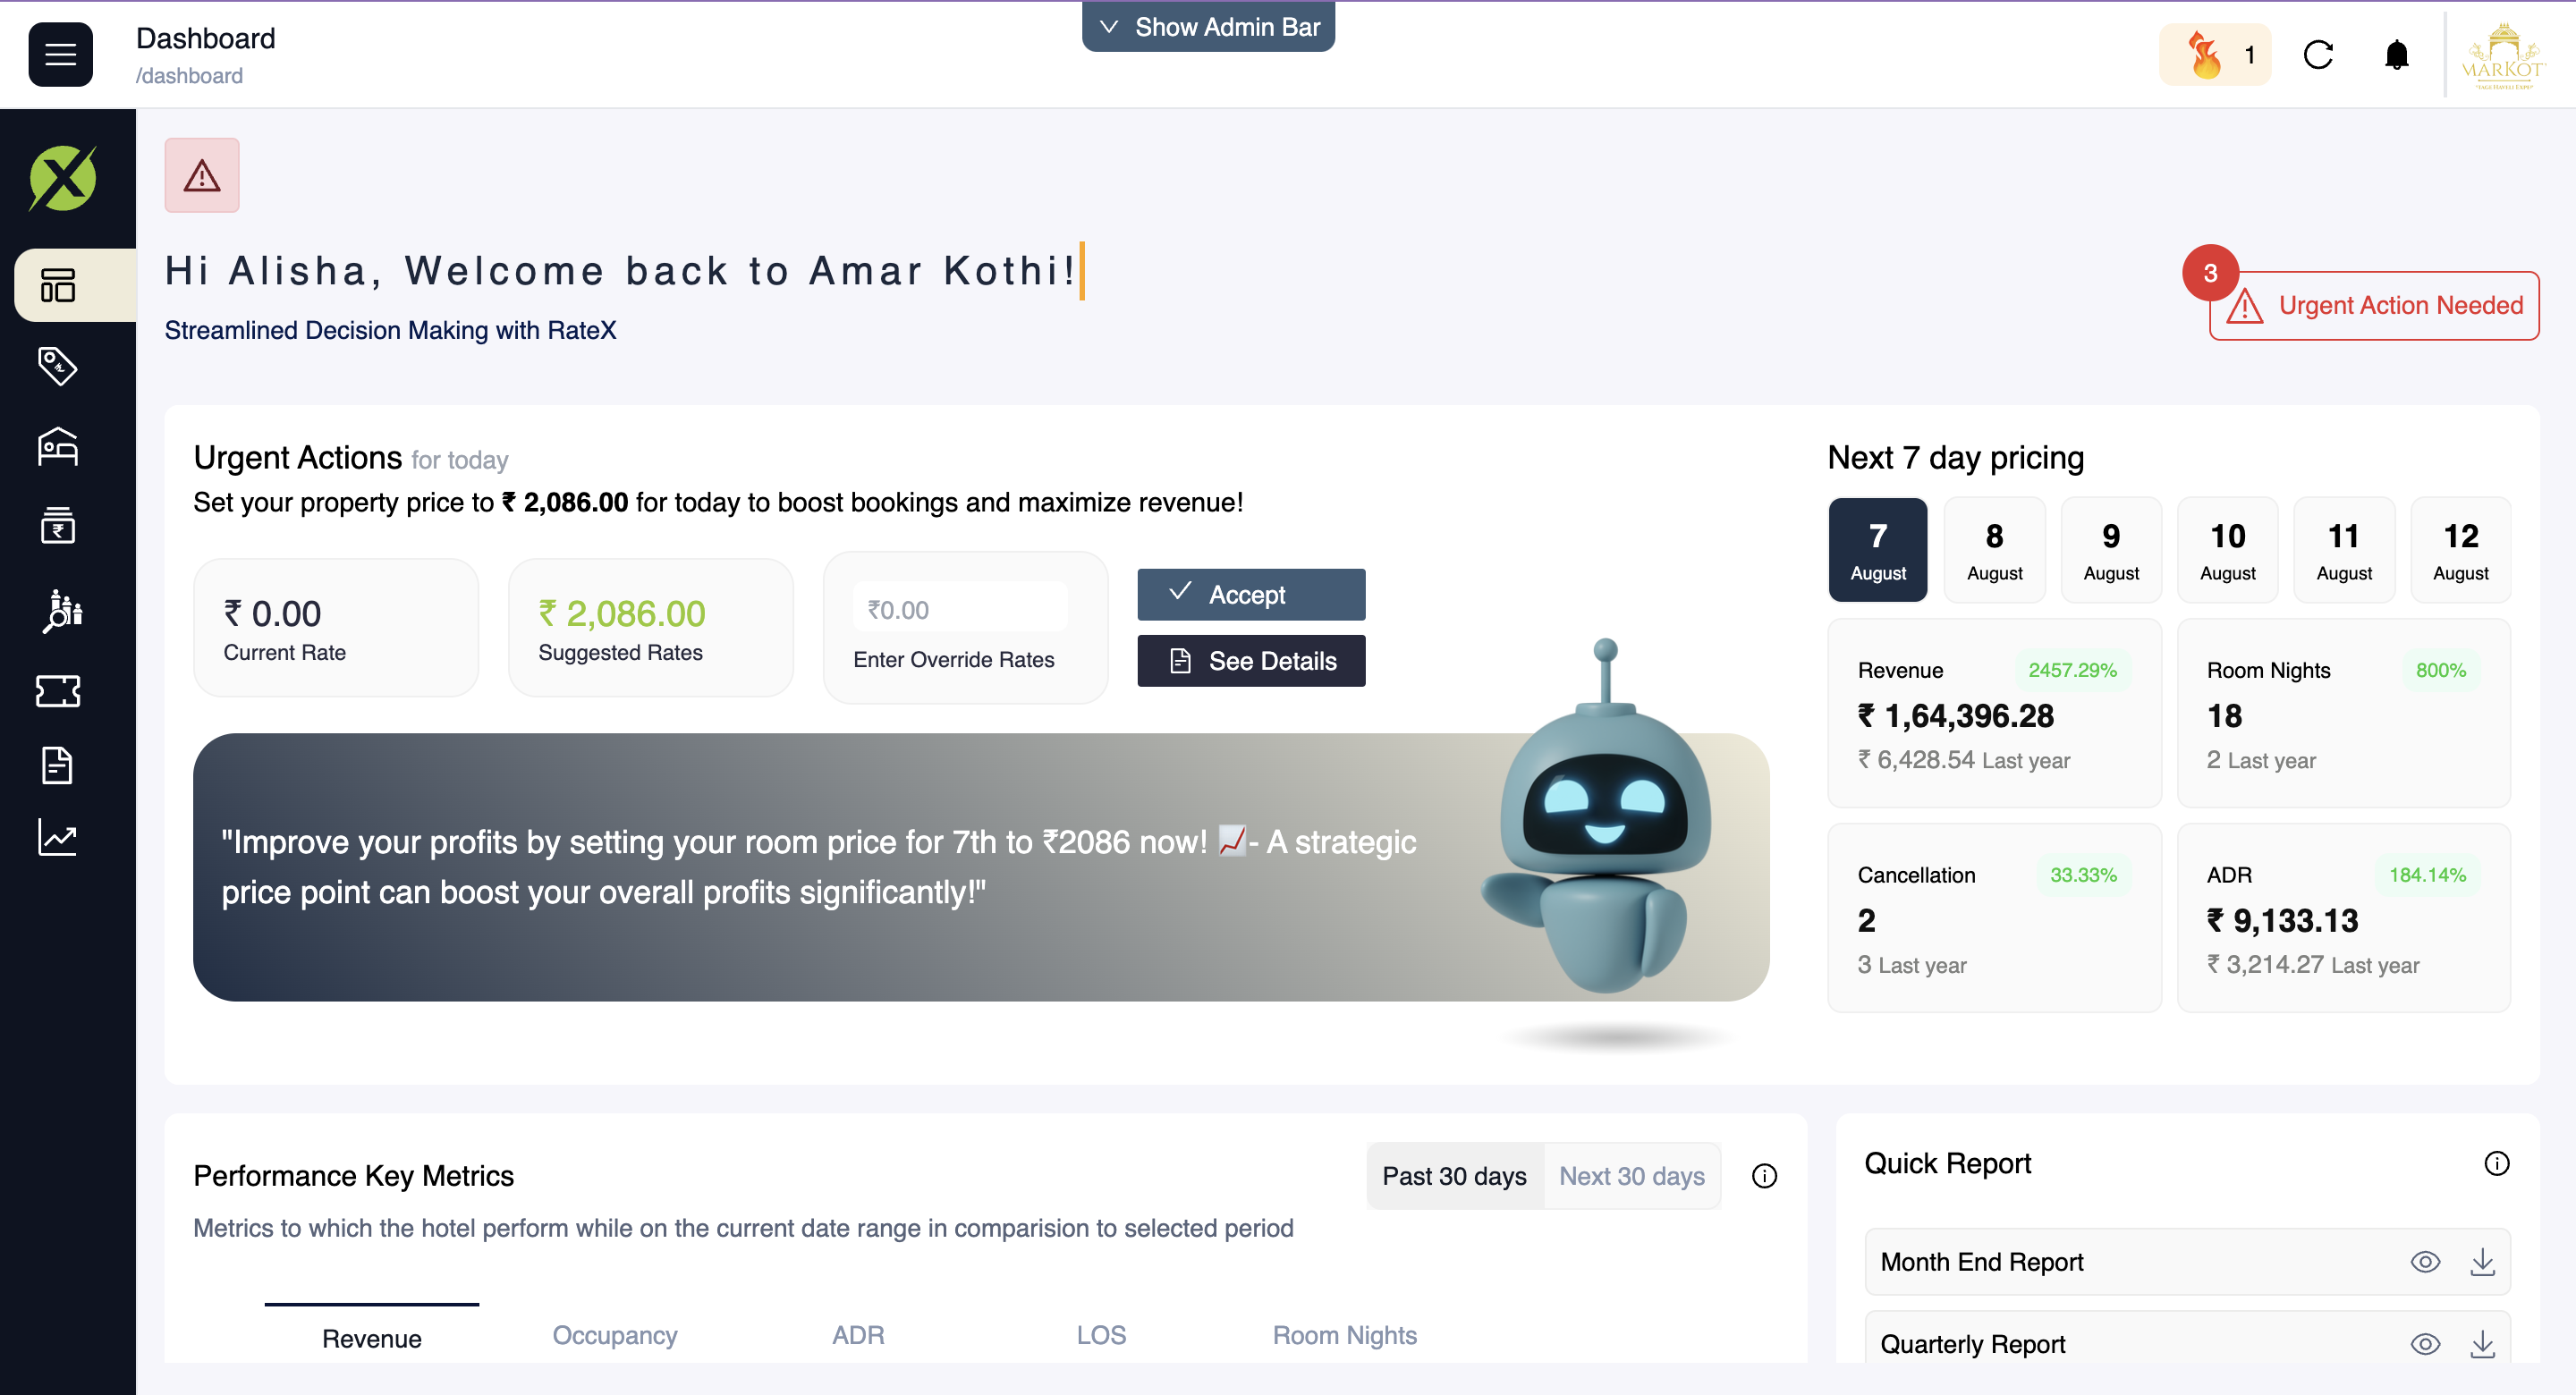 Dashboard
/dashboard
Show Admin Bar
1
MARKOT
Hi Alisha, Welcome back to Amar Kothi!
Streamlined Decision Making with RateX
3
Urgent Action Needed
Urgent Actions for today
Set your property price to ₹ 2,086.00 for today to boost bookings and maximize revenue!
₹ 0.00
Current Rate
₹ 2,086.00
Suggested Rates
₹0.00
Enter Override Rates
Accept
See Details
"Improve your profits by setting your room price for 7th to ₹2086 now! 📈- A strategic
price point can boost your overall profits significantly!"
Next 7 day pricing
7
August
8
August
9
August
10
August
11
August
12
August
Revenue
2457.29%
₹ 1,64,396.28
₹ 6,428.54 Last year
Room Nights
800%
18
2 Last year
Cancellation
33.33%
2
3 Last year
ADR
184.14%
₹ 9,133.13
₹ 3,214.27 Last year
Performance Key Metrics
Past 30 days
Next 30 days
Metrics to which the hotel perform while on the current date range in comparision to selected period
Revenue
Occupancy
ADR
LOS
Room Nights
Quick Report
Month End Report
Quarterly Report